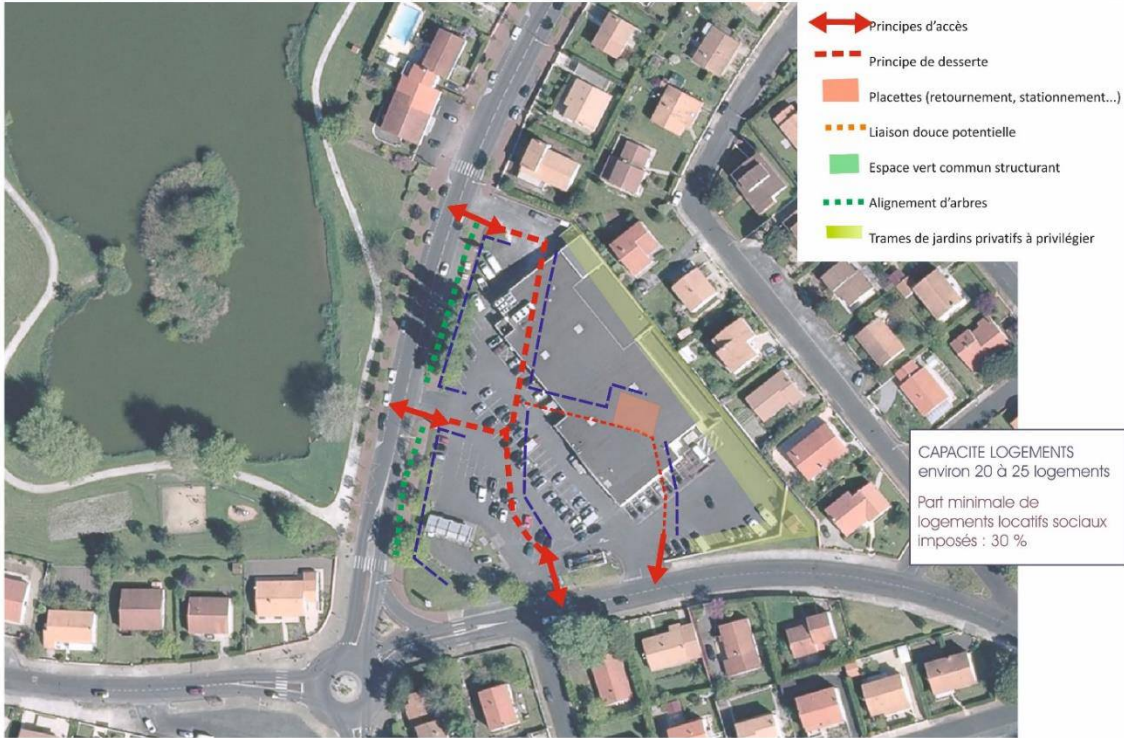 Principes d'accès
Principe de desserte
Placettes (retournement, stationnement...)
Liaison douce potentielle
Espace vert commun structurant
Alignement d'arbres
Trames de jardins privatifs à privilégier
CAPACITE LOGEMENTS
environ 20 à 25 logements
Part minimale de
logements locatifs sociaux
imposés : 30 %